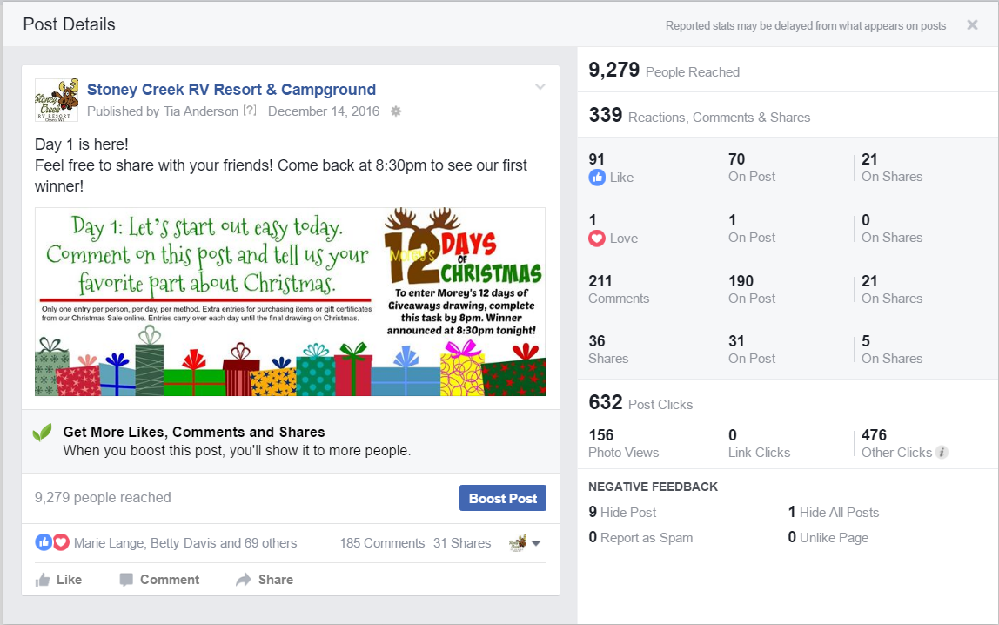 Post Details
Reported stats may be delayed from what appears on posts
Stoney Creek RV Resort & Campground
Published by Tia Anderson [?] · December 14, 2016 ·
Stoney
Creek
RV RESORT
Osseo, WI
Day 1 is here!
Feel free to share with your friends! Come back at 8:30pm to see our first
winner!
Day 1: Let's start out easy today.
Comment on this post and tell us your
favorite part about Christmas.
Only one entry per person, per day, per method. Extra entries for purchasing items or gift certificates
from our Christmas Sale online. Entries carry over each day until the final drawing on Christmas.
Morey's
12 DAYS
OF
CHRISTMAS
To enter Morey's 12 days of
Giveaways drawing, complete
this task by 8pm. Winner
announced at 8:30pm tonight!
Get More Likes, Comments and Shares
When you boost this post, you'll show it to more people.
9,279 people reached
Boost Post
Marie Lange, Betty Davis and 69 others
185 Comments 31 Shares
Like Comment Share
9,279 People Reached
339 Reactions, Comments & Shares
91 70 21
Like On Post On Shares
1 1 0
Love On Post On Shares
211 190 21
Comments On Post On Shares
36 31 5
Shares On Post On Shares
632 Post Clicks
156 0 476
Photo Views Link Clicks Other Clicks i
NEGATIVE FEEDBACK
9 Hide Post 1 Hide All Posts
0 Report as Spam 0 Unlike Page